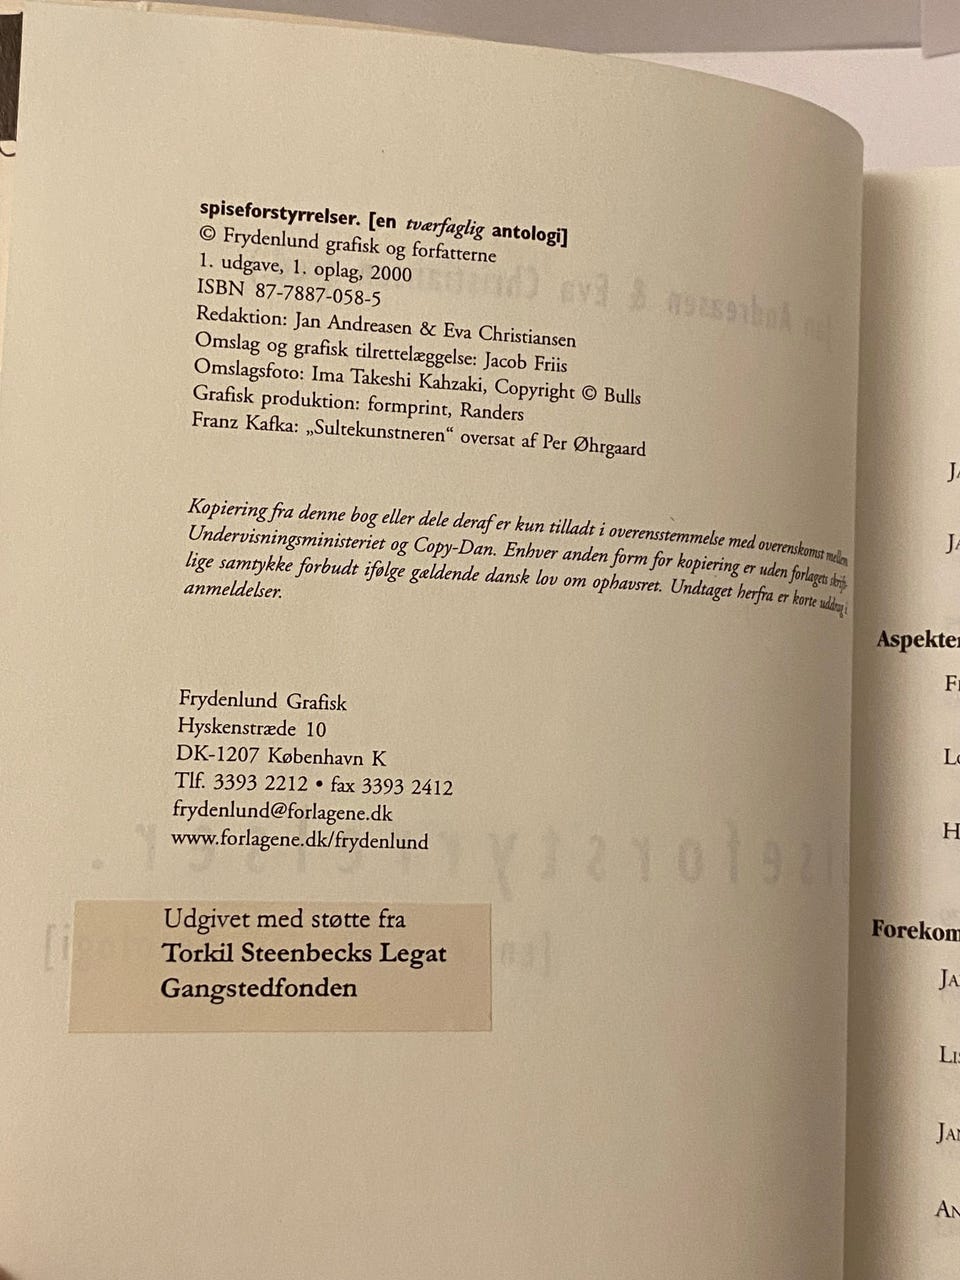 spiseforstyrrelser. [en tværfaglig antologi]
© Frydenlund grafisk og forfatterne
1. udgave, 1. oplag, 2000
ISBN 87-7887-058-5
Redaktion: Jan Andreasen & Eva Christiansen
Omslag og grafisk tilrettelæggelse: Jacob Friis
Omslagsfoto: Ima Takeshi Kahzaki, Copyright © Bulls
Grafisk produktion: formprint, Randers
Franz Kafka: „Sultekunstneren“ oversat af Per Øhrgaard
Kopiering fra denne bog eller dele deraf er kun tilladt i overensstemmelse med overenskomst mellem
Undervisningsministeriet og Copy-Dan. Enhver anden form for kopiering er uden forlagets skrift-
lige samtykke forbudt ifølge gældende dansk lov om ophavsret. Undtaget herfra er korte uddrag i
anmeldelser.
Frydenlund Grafisk
Hyskenstræde 10
DK-1207 København K
Tlf. 3393 2212 • fax 3393 2412
frydenlund@forlagene.dk
www.forlagene.dk/frydenlund
Udgivet med støtte fra
Torkil Steenbecks Legat
Gangstedfonden